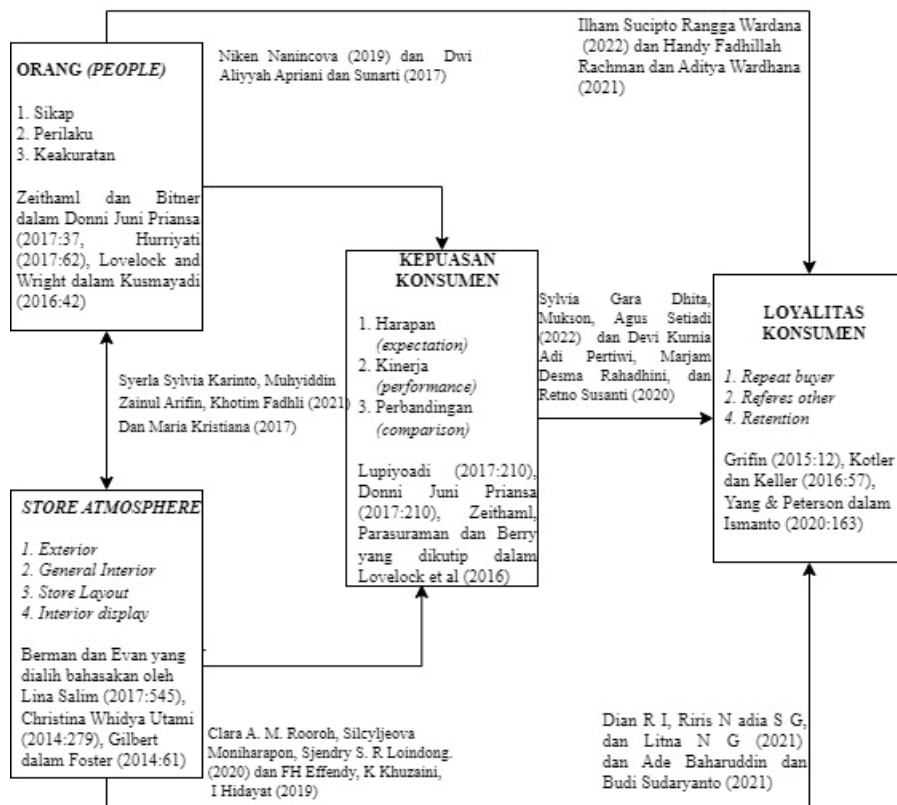 Niken Nanincova (2019) dan Dwi
Aliyyah Apriani dan Sunarti (2017)
Ilham Sucipto Rangga Wardana
(2022) dan Handy Fadhillah
Rachman dan Aditya Wardhana
(2021)
ORANG (PEOPLE)
1. Sikap
2. Perilaku
3. Keakuratan
Zeithaml dan Bitner
dalam Donni Juni Priansa
(2017:37, Hurriyati
(2017:62), Lovelock and
Wright dalam Kusmayadi
(2016:42)
Syerla Sylvia Karinto, Muhyiddin
Zainul Arifin, Khotim Fadhli (2021)
Dan Maria Kristiana (2017)
KEPUASAN
KONSUMEN
1. Harapan
(expectation)
2. Kinerja
(performance)
3. Perbandingan
(comparison)
Lupiyoadi (2017:210),
Donni Juni Priansa
(2017:210), Zeithaml,
Parasuraman dan Berry
yang dikutip dalam
Lovelock et al (2016)
Sylvia Gara Dhita,
Mukson, Agus Setiadi
(2022) dan Devi Kurnia
Adi Pertiwi, Marjam
Desma Rahadhini, dan
Retno Susanti (2020)
LOYALITAS
KONSUMEN
1. Repeat buyer
2. Referes other
4. Retention
Grifin (2015:12), Kotler
dan Keller (2016:57),
Yang & Peterson dalam
Ismanto (2020:163)
STORE ATMOSPHERE
1. Exterior
2. General Interior
3. Store Layout
4. Interior display
Berman dan Evan yang
dialih bahasakan oleh
Lina Salim (2017:545),
Christina Whidya Utami
(2014:279), Gilbert
dalam Foster (2014:61)
Clara A. M. Rooroh, Silcyljeova
Moniharapon, Sjendry S. R Loindong.
(2020) dan FH Effendy, K Khuzaini,
I Hidayat (2019)
Dian R I, Riris N adia S G,
dan Litna N G (2021)
dan Ade Baharuddin dan
Budi Sudaryanto (2021)